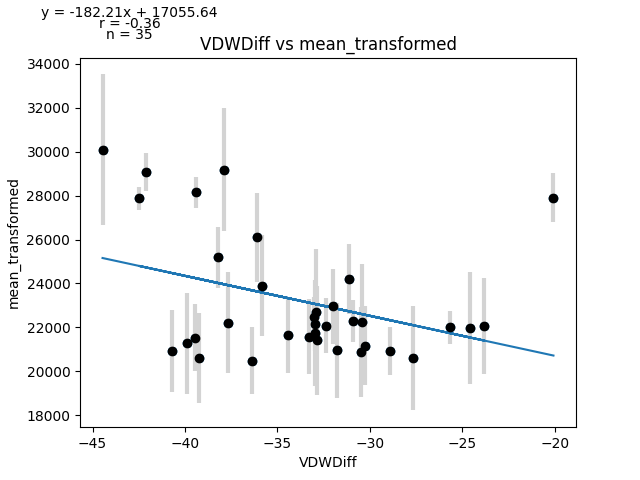 y = -182.21x + 17055.64
r = -0.36
n = 35
VDWDiff vs mean_transformed
34000
32000
30000
28000
26000
24000
22000
20000
18000
mean_transformed
−45
−40
−35
−30
−25
−20
VDWDiff